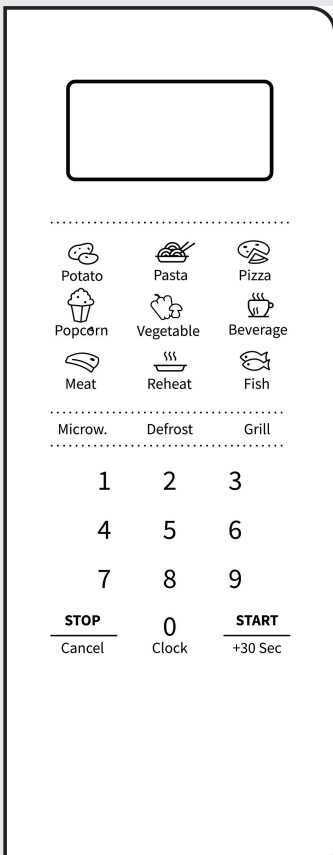 Potato Pasta Pizza
Popcorn Vegetable Beverage
Meat Reheat Fish
Microw. Defrost Grill
1 2 3
4 5 6
7 8 9
STOP 0 START
Cancel Clock +30 Sec